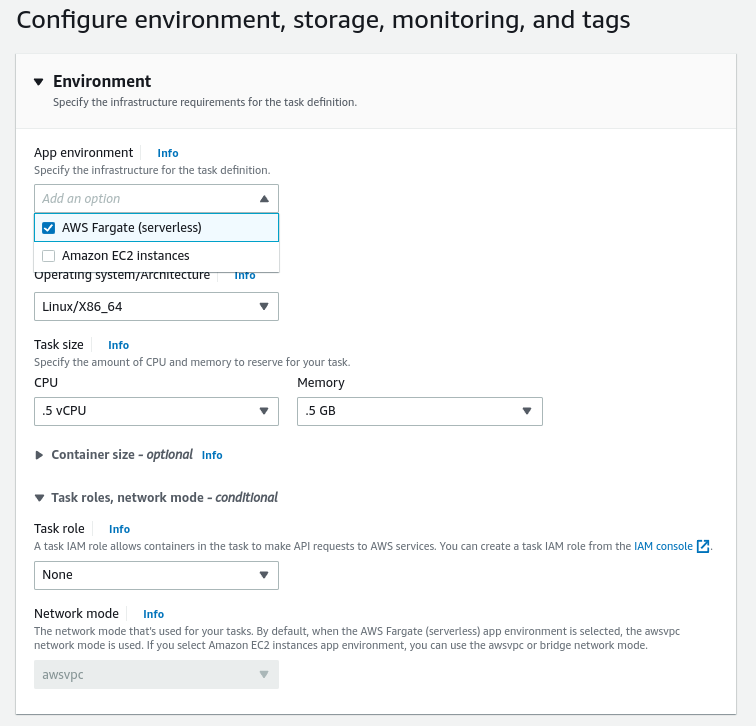 Configure environment, storage, monitoring, and tags
Environment
Specify the infrastructure requirements for the task definition.
App environment Info
Specify the infrastructure for the task definition.
Add an option
AWS Fargate (serverless)
Amazon EC2 instances
Operating system/Architecture Info
Linux/X86_64
Task size Info
Specify the amount of CPU and memory to reserve for your task.
CPU Memory
.5 vCPU .5 GB
Container size - optional Info
Task roles, network mode - conditional
Task role Info
A task IAM role allows containers in the task to make API requests to AWS services. You can create a task IAM role from the IAM console.
None
Network mode Info
The network mode that's used for your tasks. By default, when the AWS Fargate (serverless) app environment is selected, the awsvpc
network mode is used. If you select Amazon EC2 instances app environment, you can use the awsvpc or bridge network mode.
awsvpc